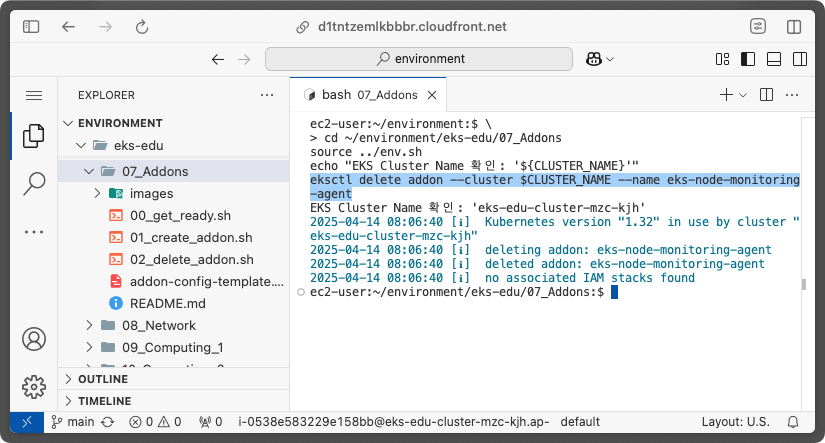 d1tntzemlkbbbr.cloudfront.net
environment
EXPLORER
bash 07_Addons
ENVIRONMENT
eks-edu
07_Addons
images
00_get_ready.sh
01_create_addon.sh
02_delete_addon.sh
addon-config-template....
README.md
08_Network
09_Computing_1
OUTLINE
TIMELINE
ec2-user:~/environment:$ \
> cd ~/environment/eks-edu/07_Addons
source ../env.sh
echo "EKS Cluster Name 확인: '${CLUSTER_NAME}'"
eksctl delete addon --cluster $CLUSTER_NAME --name eks-node-monitoring
-agent
EKS Cluster Name 확인: 'eks-edu-cluster-mzc-kjh'
2025-04-14 08:06:40 [ℹ]  Kubernetes version "1.32" in use by cluster "
eks-edu-cluster-mzc-kjh"
2025-04-14 08:06:40 [ℹ]  deleting addon: eks-node-monitoring-agent
2025-04-14 08:06:40 [ℹ]  deleted addon: eks-node-monitoring-agent
2025-04-14 08:06:40 [ℹ]  no associated IAM stacks found
ec2-user:~/environment/eks-edu/07_Addons:$
main 0 0 0 i-0538e583229e158bb@eks-edu-cluster-mzc-kjh.ap- default Layout: U.S.